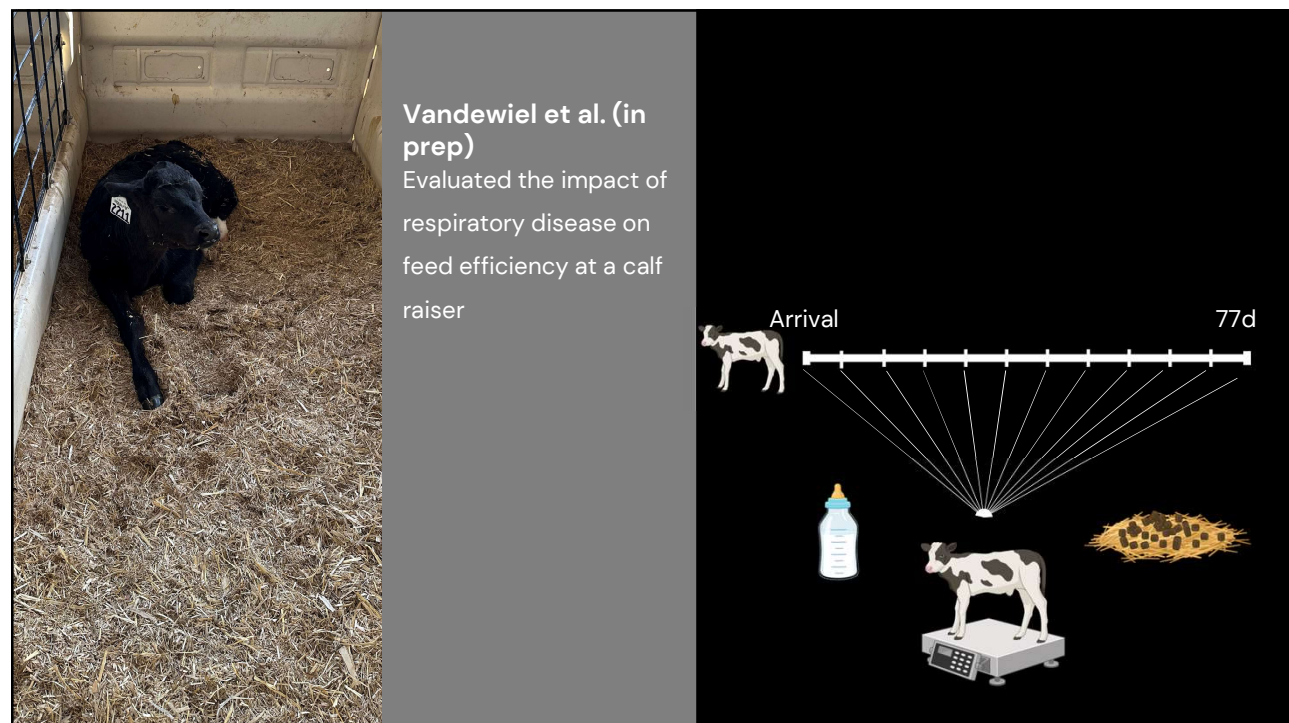 Vandewiel et al. (in
prep)
Evaluated the impact of
respiratory disease on
feed efficiency at a calf
raiser
Arrival
77d
2211